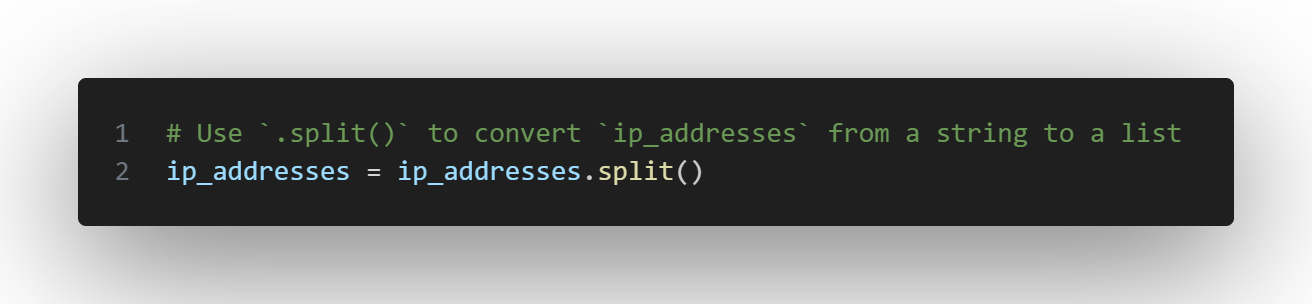 1 # Use `.split()` to convert `ip_addresses` from a string to a list
2 ip_addresses = ip_addresses.split()